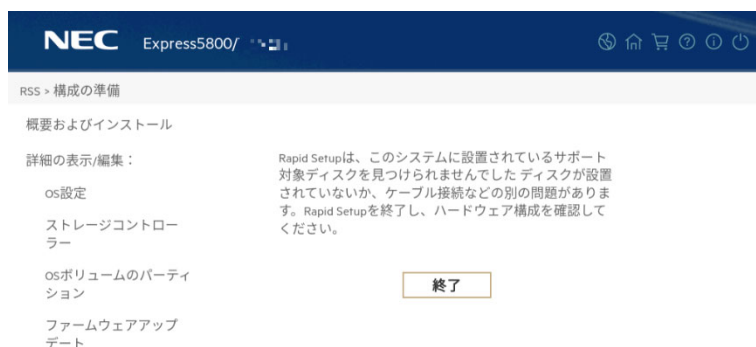 NEC Express5800/
RSS > 構成の準備
概要およびインストール
詳細の表示/編集：
OS設定
ストレージコントロー
ラー
OSボリュームのパーティ
ション
ファームウェアアップ
デート
Rapid Setupは、このシステムに設置されているサポート
対象ディスクを見つけられませんでした ディスクが設置
されていないか、ケーブル接続などの別の問題がありま
す。Rapid Setupを終了し、ハードウェア構成を確認して
ください。
終了